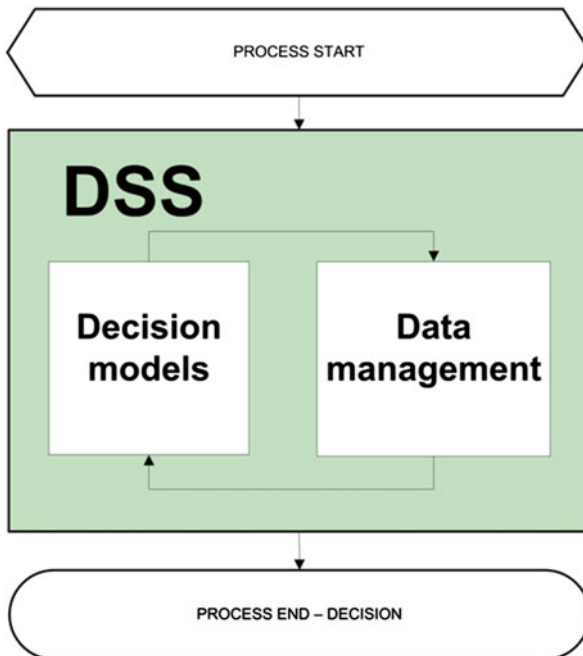 PROCESS START
DSS
Decision
models
Data
management
PROCESS END – DECISION